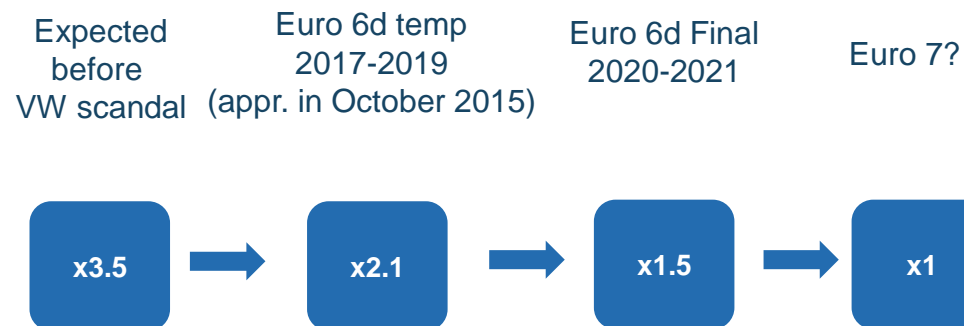 Expected
before
VW scandal
Euro 6d temp
2017-2019
(appr. in October 2015)
Euro 6d Final
2020-2021
Euro 7?
x3.5
x2.1
x1.5
x1